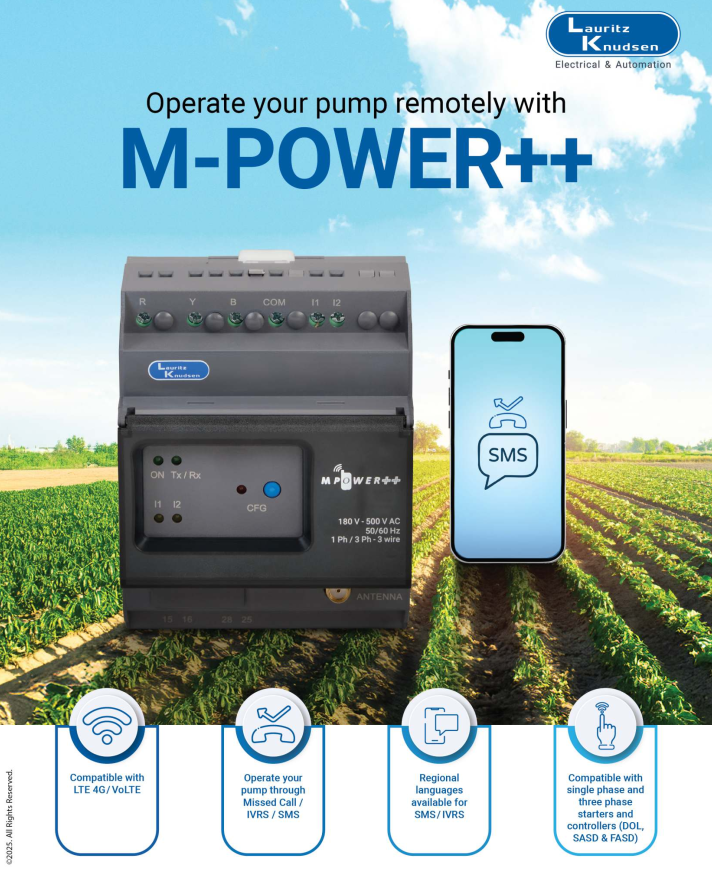 Lauritz
Knudsen
Electrical & Automation
Operate your pump remotely with
M-POWER++
R Y B COM I1 I2
Lauritz
Knudsen
ON Tx / Rx
I1 I2
CFG
MPOWER++
180 V - 500 V AC
50/60 Hz
1 Ph / 3 Ph - 3 wire
ANTENNA
15 16
SMS
Compatible with
LTE 4G/VoLTE
Operate your
pump through
Missed Call /
IVRS / SMS
Regional
languages
available for
SMS/IVRS
Compatible with
single phase and
three phase
starters and
controllers (DOL,
SASD & FASD)
©2025. All Rights Reserved.